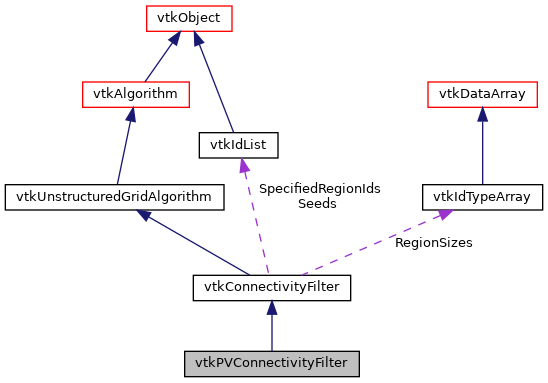 vtkObject
vtkAlgorithm
vtkDataArray
vtkIdList
vtkUnstructuredGridAlgorithm
SpecifiedRegionIds
Seeds
vtkIdTypeArray
RegionSizes
vtkConnectivityFilter
vtkPVConnectivityFilter